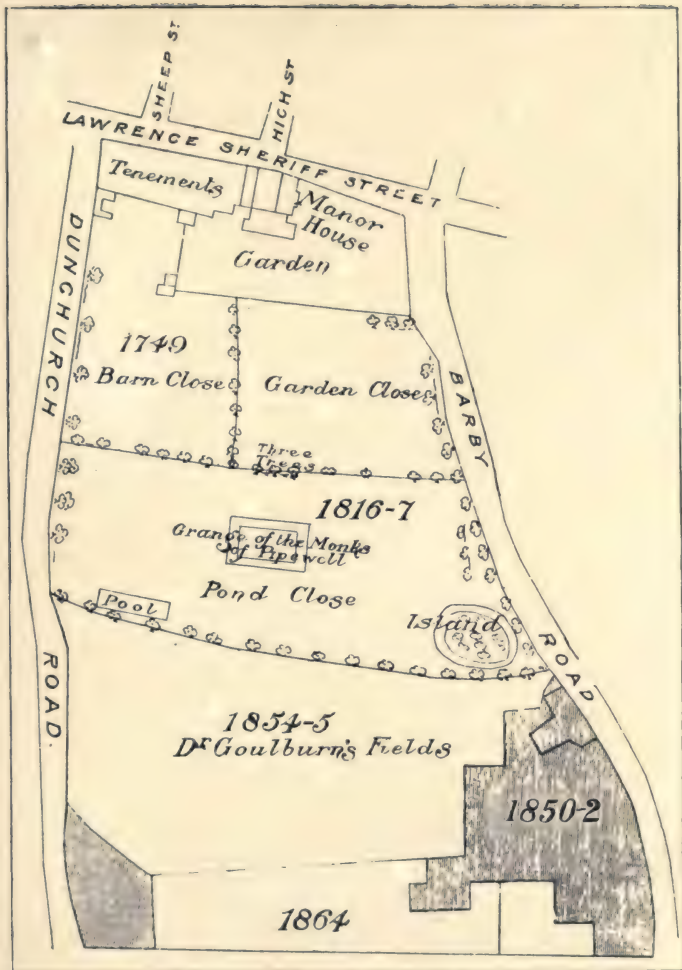 SHEEP ST.
HIGH ST
LAWRENCE SHERIFF STREET
Tenements
Manor
House
Garden
DUNCHURCH
1749
Barn Close
Garden Close
BARBY
Three
Trees
1816-7
Grange of the Monks
of Pipewell
Pond Close
Pool
Island
ROAD
ROAD.
1854-5
Dr Goulburn's Fields
1850-2
1864